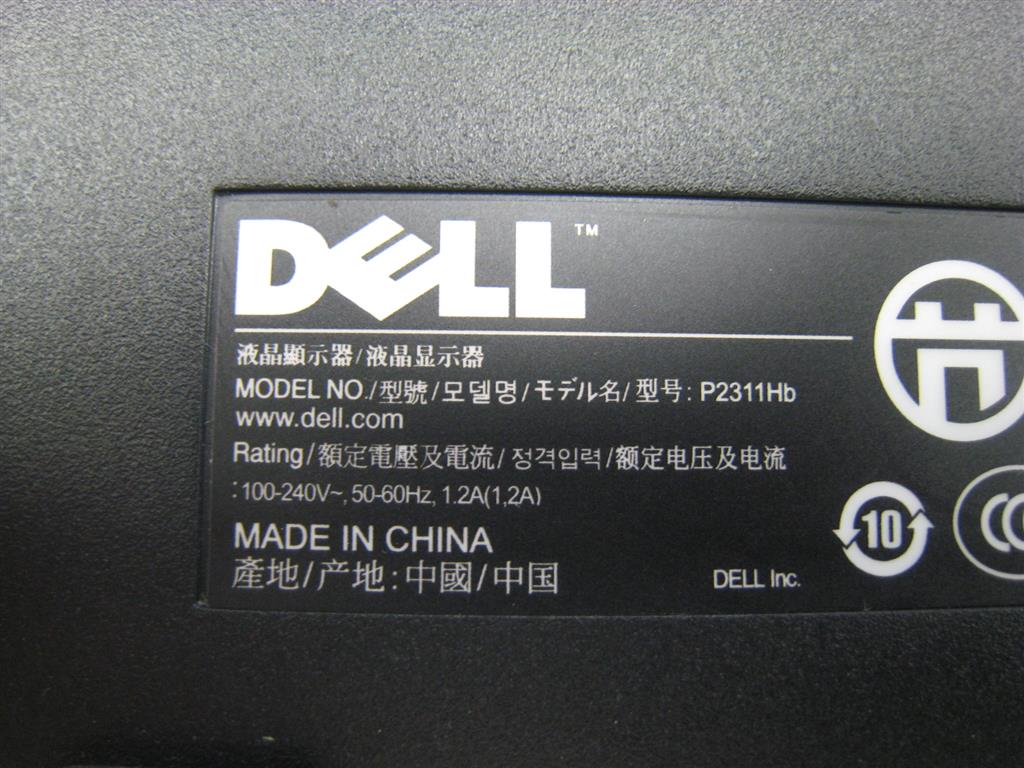 DELL™
液晶顯示器/液晶显示器
MODEL NO./型號/모델명/モデル名/型号: P2311Hb
www.dell.com
Rating/額定電壓及電流/정격입력/额定电压及电流
:100-240V~, 50-60Hz, 1.2A(1,2A)
MADE IN CHINA
產地/产地:中國/中国
DELL Inc.
10